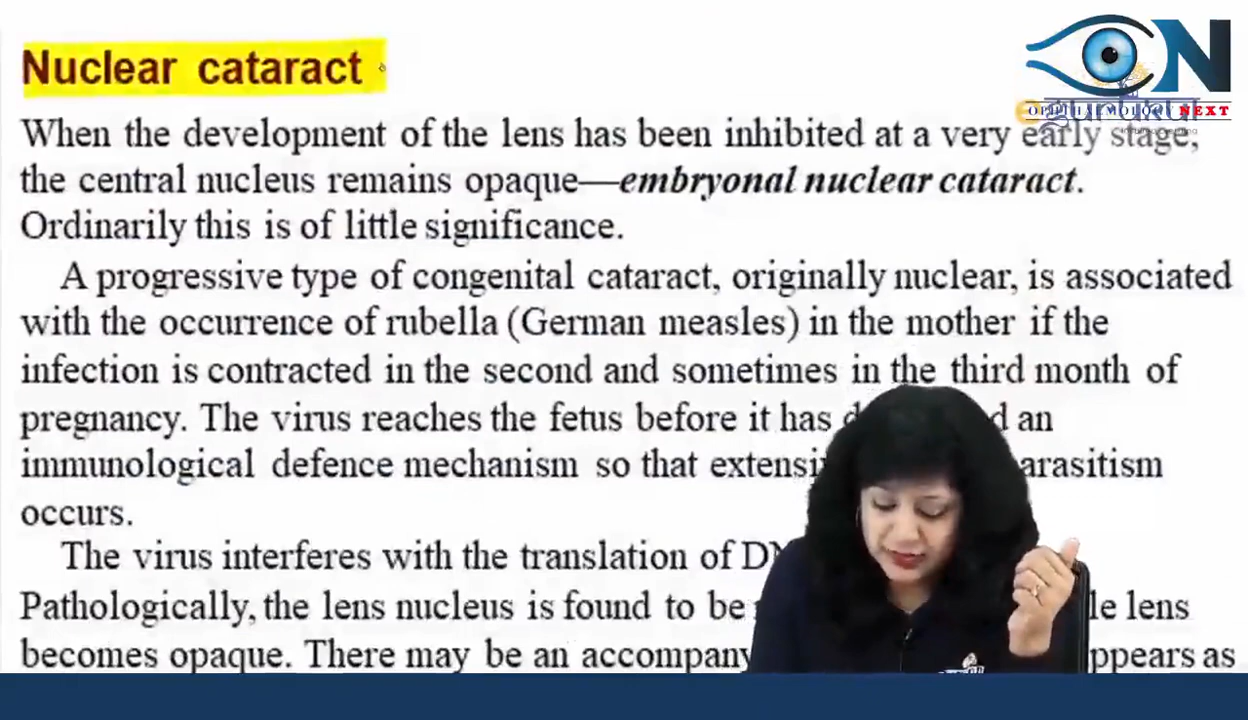 Nuclear cataract
N
OPHTHALMOLOGY NEXT
When the development of the lens has been inhibited at a very early stage,
the central nucleus remains opaque—embryonal nuclear cataract.
Ordinarily this is of little significance.
A progressive type of congenital cataract, originally nuclear, is associated
with the occurrence of rubella (German measles) in the mother if the
infection is contracted in the second and sometimes in the third month of
pregnancy. The virus reaches the fetus before it has an
immunological defence mechanism so that
occurs.
The virus interferes with the translation of
Pathologically, the lens nucleus is found to be lens
becomes opaque. There may be an as